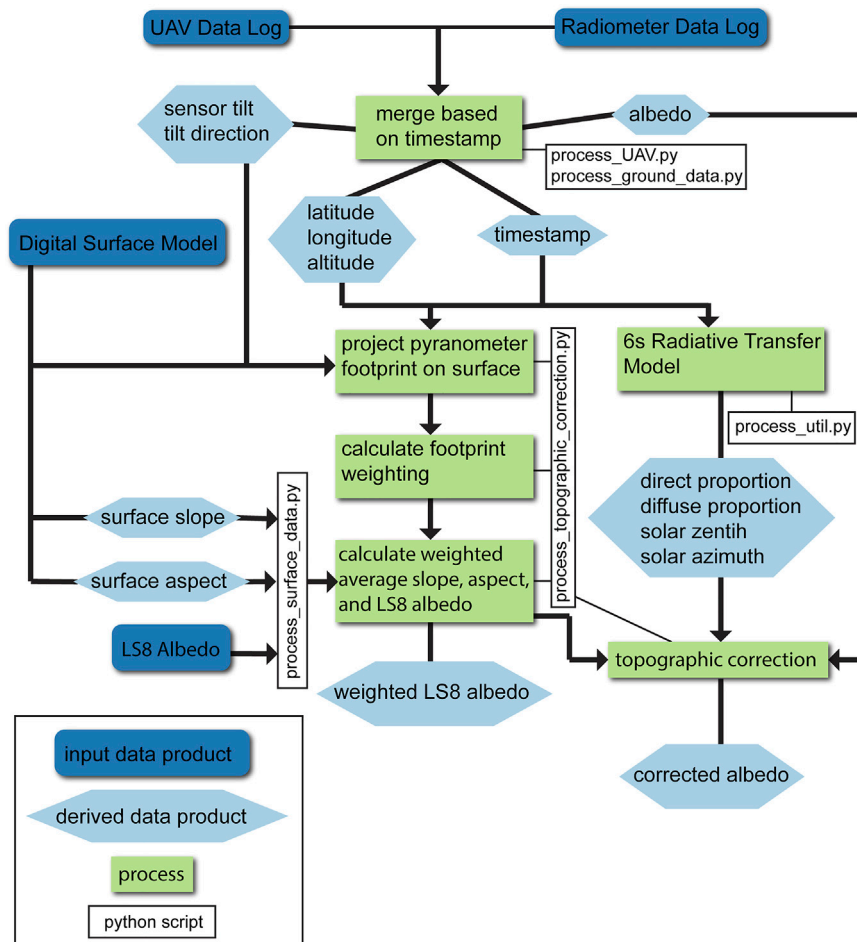 UAV Data Log
Radiometer Data Log
sensor tilt
tilt direction
merge based
on timestamp
albedo
process_UAV.py
process_ground_data.py
latitude
longitude
altitude
timestamp
Digital Surface Model
project pyranometer
footprint on surface
6s Radiative Transfer
Model
process_util.py
process_topographic_correction.py
calculate footprint
weighting
direct proportion
diffuse proportion
solar zentih
solar azimuth
surface slope
surface aspect
process_surface_data.py
calculate weighted
average slope, aspect,
and LS8 albedo
LS8 Albedo
weighted LS8 albedo
topographic correction
corrected albedo
input data product
derived data product
process
python script